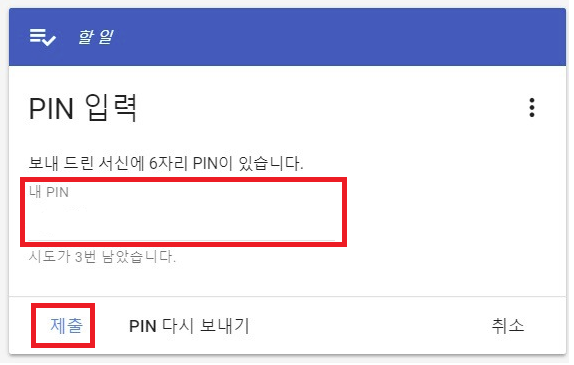 할 일
PIN 입력
보내 드린 서신에 6자리 PIN이 있습니다.
내 PIN
시도가 3번 남았습니다.
제출 PIN 다시 보내기 취소